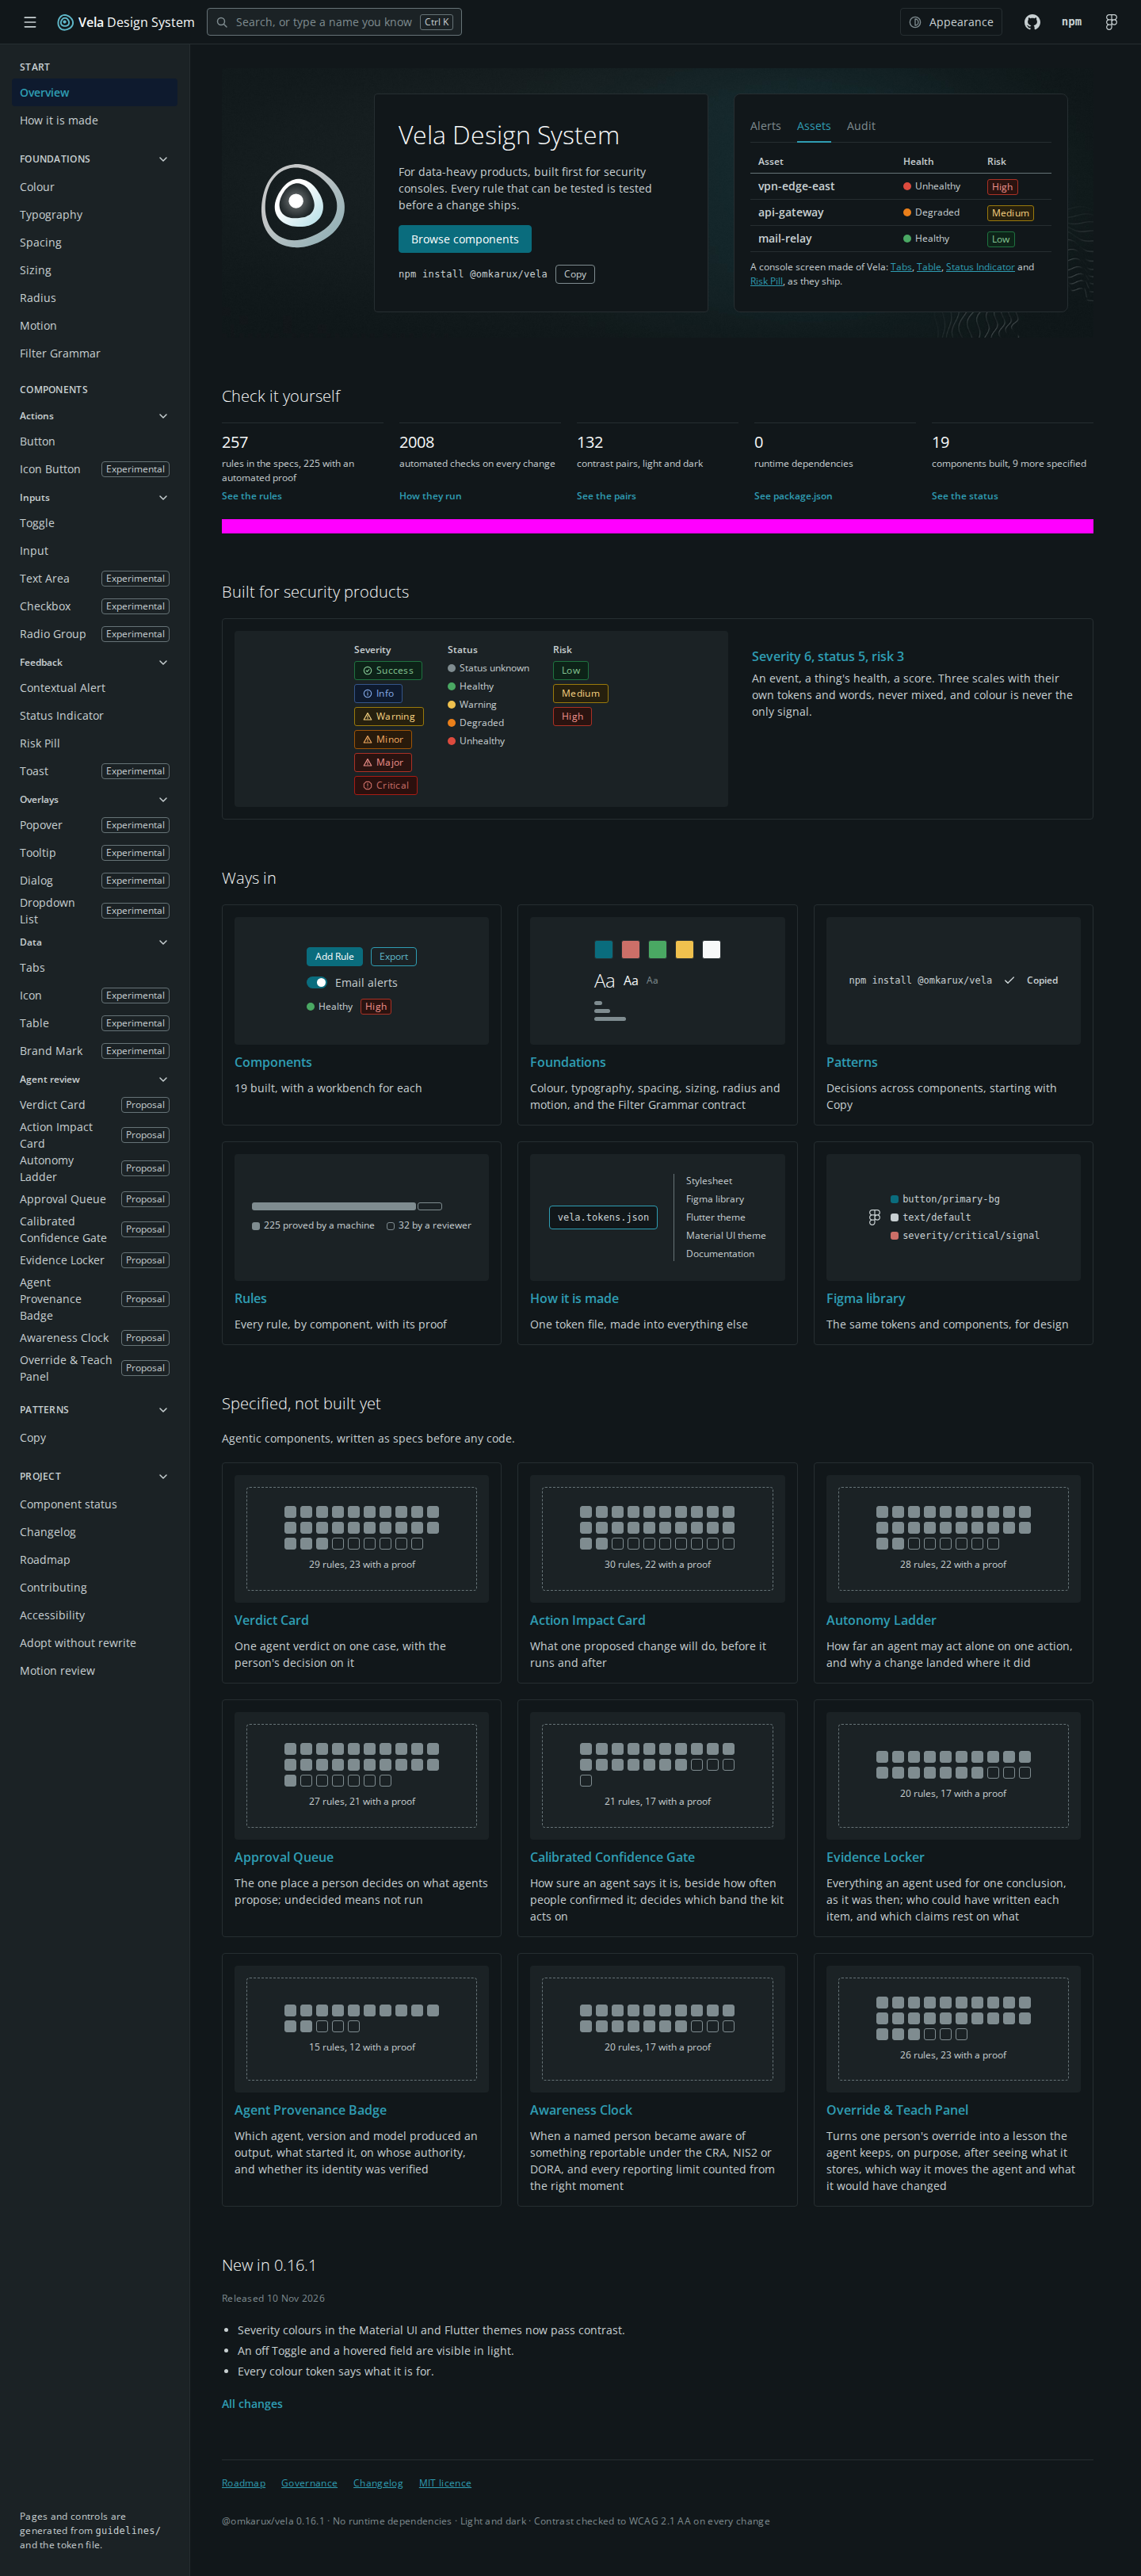 Vela Design System
Search, or type a name you know
Ctrl K
Appearance
npm
START
Overview
How it is made
FOUNDATIONS
Colour
Typography
Spacing
Sizing
Radius
Motion
Filter Grammar
COMPONENTS
Actions
Button
Icon Button Experimental
Inputs
Toggle
Input
Text Area Experimental
Checkbox Experimental
Radio Group Experimental
Feedback
Contextual Alert
Status Indicator
Risk Pill
Toast Experimental
Overlays
Popover Experimental
Tooltip Experimental
Dialog Experimental
Dropdown
List
Experimental
Data
Tabs
Icon Experimental
Table Experimental
Brand Mark Experimental
Agent review
Verdict Card Proposal
Action Impact
Card
Proposal
Autonomy
Ladder
Proposal
Approval Queue Proposal
Calibrated
Confidence Gate
Proposal
Evidence Locker Proposal
Agent
Provenance
Badge
Proposal
Awareness Clock Proposal
Override & Teach
Panel
Proposal
PATTERNS
Copy
PROJECT
Component status
Changelog
Roadmap
Contributing
Accessibility
Adopt without rewrite
Motion review
Pages and controls are
generated from guidelines/
and the token file.
Vela Design System
For data-heavy products, built first for security
consoles. Every rule that can be tested is tested
before a change ships.
Browse components
npm install @omkarux/vela Copy
Alerts Assets Audit
Asset Health Risk
vpn-edge-east Unhealthy High
api-gateway Degraded Medium
mail-relay Healthy Low
A console screen made of Vela: Tabs, Table, Status Indicator and
Risk Pill, as they ship.
Check it yourself
257
rules in the specs, 225 with an
automated proof
See the rules
2008
automated checks on every change
How they run
132
contrast pairs, light and dark
See the pairs
0
runtime dependencies
See package.json
19
components built, 9 more specified
See the status
Built for security products
Severity
Success
Info
Warning
Minor
Major
Critical
Status
Status unknown
Healthy
Warning
Degraded
Unhealthy
Risk
Low
Medium
High
Severity 6, status 5, risk 3
An event, a thing's health, a score. Three scales with their
own tokens and words, never mixed, and colour is never the
only signal.
Ways in
Add Rule Export
Email alerts
Healthy High
Components
19 built, with a workbench for each
Aa Aa Aa
Foundations
Colour, typography, spacing, sizing, radius and
motion, and the Filter Grammar contract
npm install @omkarux/vela Copied
Patterns
Decisions across components, starting with
Copy
225 proved by a machine 32 by a reviewer
Rules
Every rule, by component, with its proof
vela.tokens.json
Stylesheet
Figma library
Flutter theme
Material UI theme
Documentation
How it is made
One token file, made into everything else
button/primary-bg
text/default
severity/critical/signal
Figma library
The same tokens and components, for design
Specified, not built yet
Agentic components, written as specs before any code.
29 rules, 23 with a proof
Verdict Card
One agent verdict on one case, with the
person's decision on it
30 rules, 22 with a proof
Action Impact Card
What one proposed change will do, before it
runs and after
28 rules, 22 with a proof
Autonomy Ladder
How far an agent may act alone on one action,
and why a change landed where it did
27 rules, 21 with a proof
Approval Queue
The one place a person decides on what agents
propose; undecided means not run
21 rules, 17 with a proof
Calibrated Confidence Gate
How sure an agent says it is, beside how often
people confirmed it; decides which band the kit
acts on
20 rules, 17 with a proof
Evidence Locker
Everything an agent used for one conclusion,
as it was then; who could have written each
item, and which claims rest on what
15 rules, 12 with a proof
Agent Provenance Badge
Which agent, version and model produced an
output, what started it, on whose authority,
and whether its identity was verified
20 rules, 17 with a proof
Awareness Clock
When a named person became aware of
something reportable under the CRA, NIS2 or
DORA, and every reporting limit counted from
the right moment
26 rules, 23 with a proof
Override & Teach Panel
Turns one person's override into a lesson the
agent keeps, on purpose, after seeing what it
stores, which way it moves the agent and what
it would have changed
New in 0.16.1
Released 10 Nov 2026
Severity colours in the Material UI and Flutter themes now pass contrast.
An off Toggle and a hovered field are visible in light.
Every colour token says what it is for.
All changes
Roadmap Governance Changelog MIT licence
@omkarux/vela 0.16.1 · No runtime dependencies · Light and dark · Contrast checked to WCAG 2.1 AA on every change